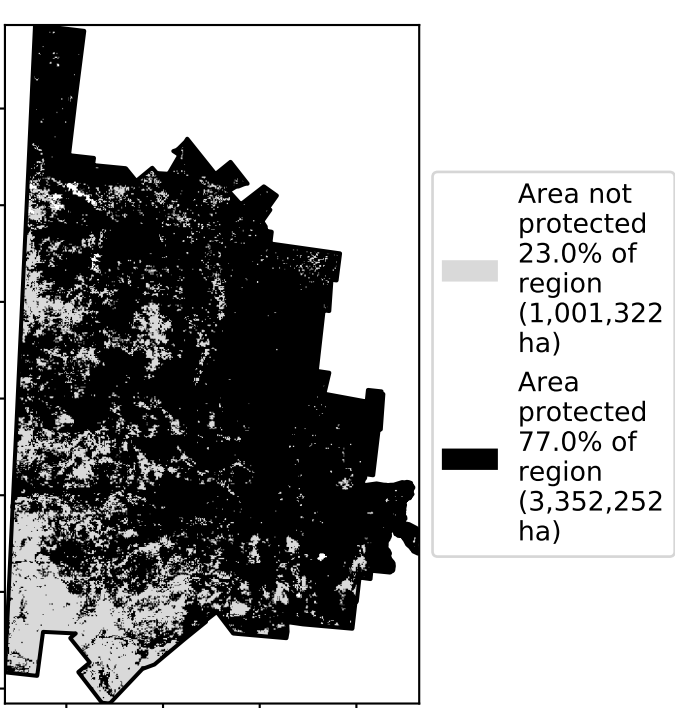 Area not
protected
23.0% of
region
(1,001,322
ha)
Area
protected
77.0% of
region
(3,352,252
ha)